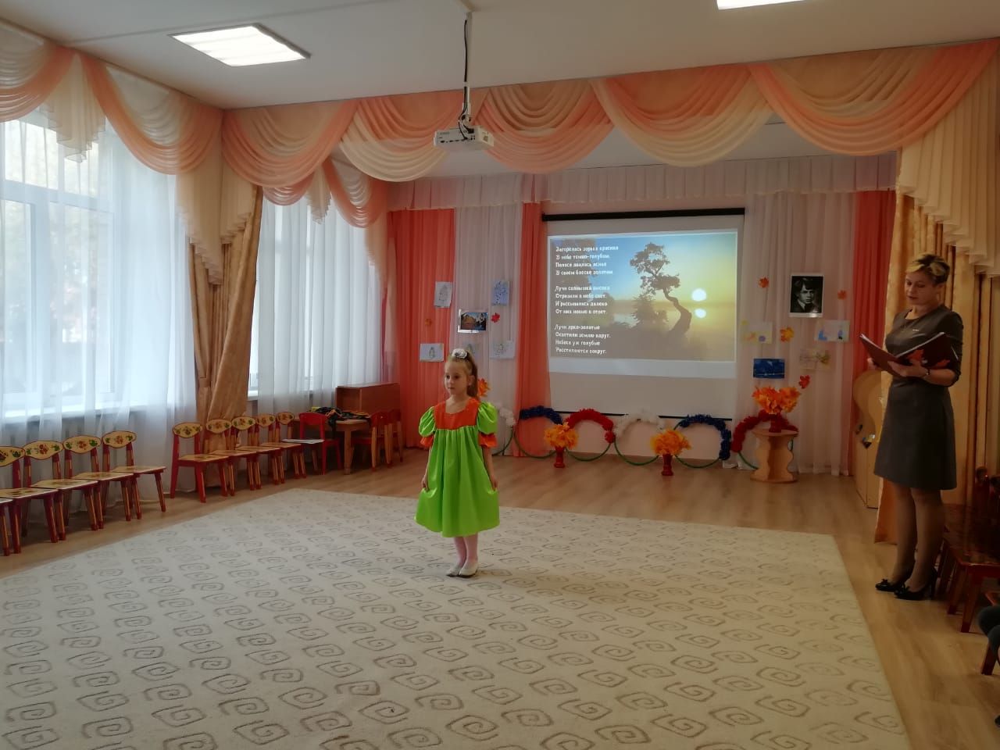 Загорелась зорька красная
В небе темно-голубом,
Полоса явилась ясная
В своем блеске золотом.
Лучи солнышка высоко
Отразили в небе свет.
И рассыпались далеко
От них новые в ответ.
Лучи ярко-золотые
Осветили землю вдруг.
Небеса уж голубые
Расстилаются вокруг.